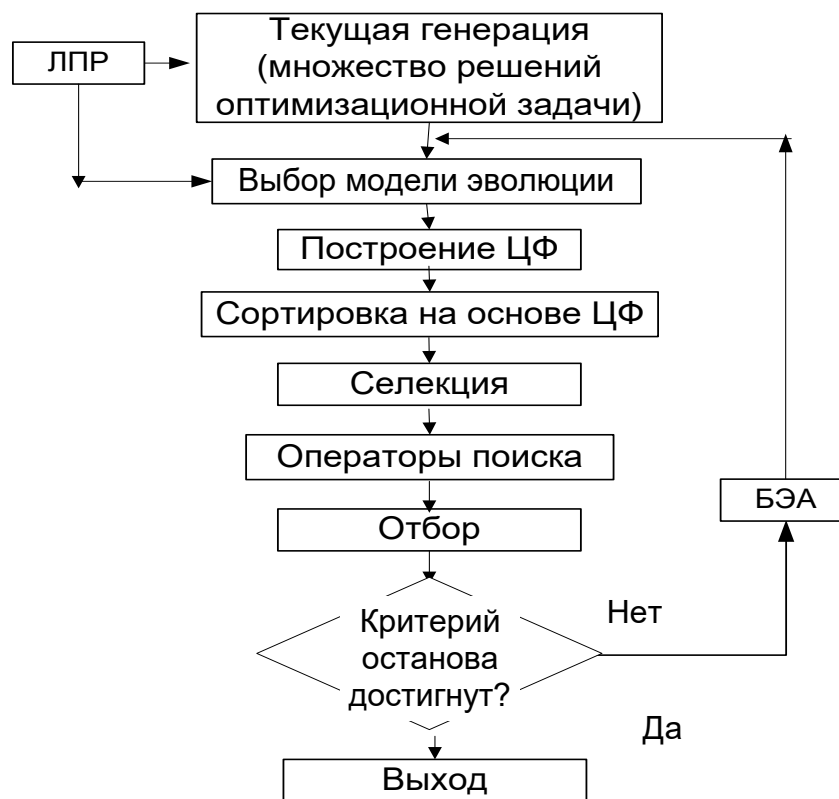 Текущая генерация
(множество решений
оптимизационной задачи)
ЛПР
Выбор модели эволюции
Построение ЦФ
Сортировка на основе ЦФ
Селекция
Операторы поиска
БЭА
Отбор
Нет
Критерий
останова
достигнут?
Да
Выход